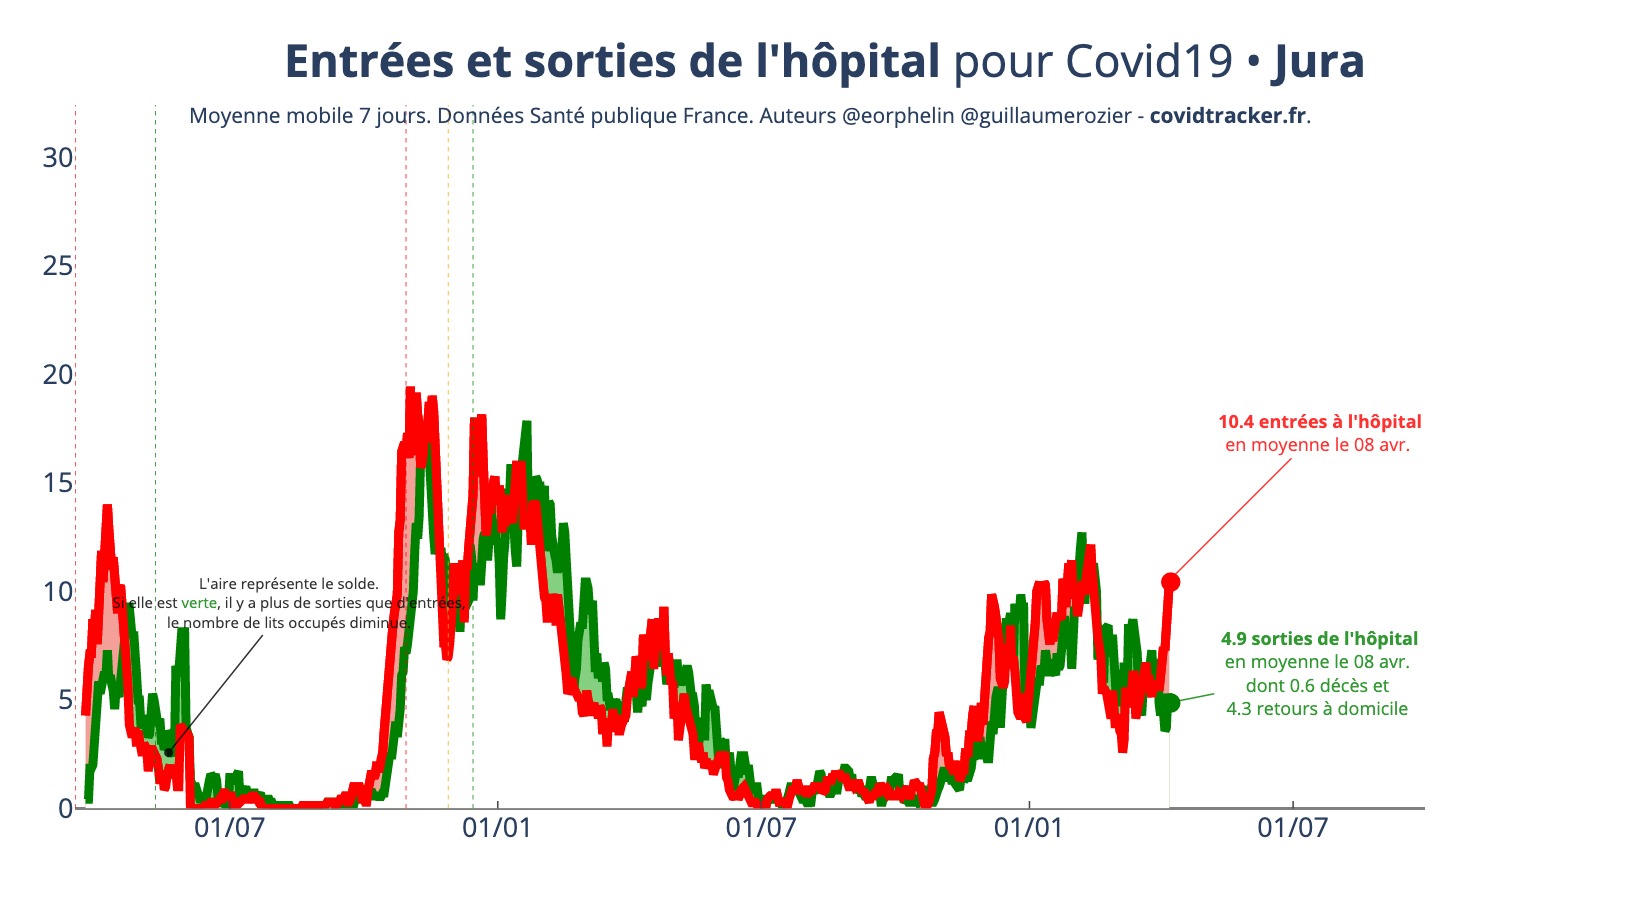 Entrées et sorties de l'hôpital pour Covid19 • Jura
Moyenne mobile 7 jours. Données Santé publique France. Auteurs @eorphelin @guillaumerozier - covidtracker.fr.
30
25
20
15
10
5
0
L'aire représente le solde.
Si elle est verte, il y a plus de sorties que d'entrées,
le nombre de lits occupés diminue.
10.4 entrées à l'hôpital
en moyenne le 08 avr.
4.9 sorties de l'hôpital
en moyenne le 08 avr.
dont 0.6 décès et
4.3 retours à domicile
01/07
01/01
01/07
01/01
01/07